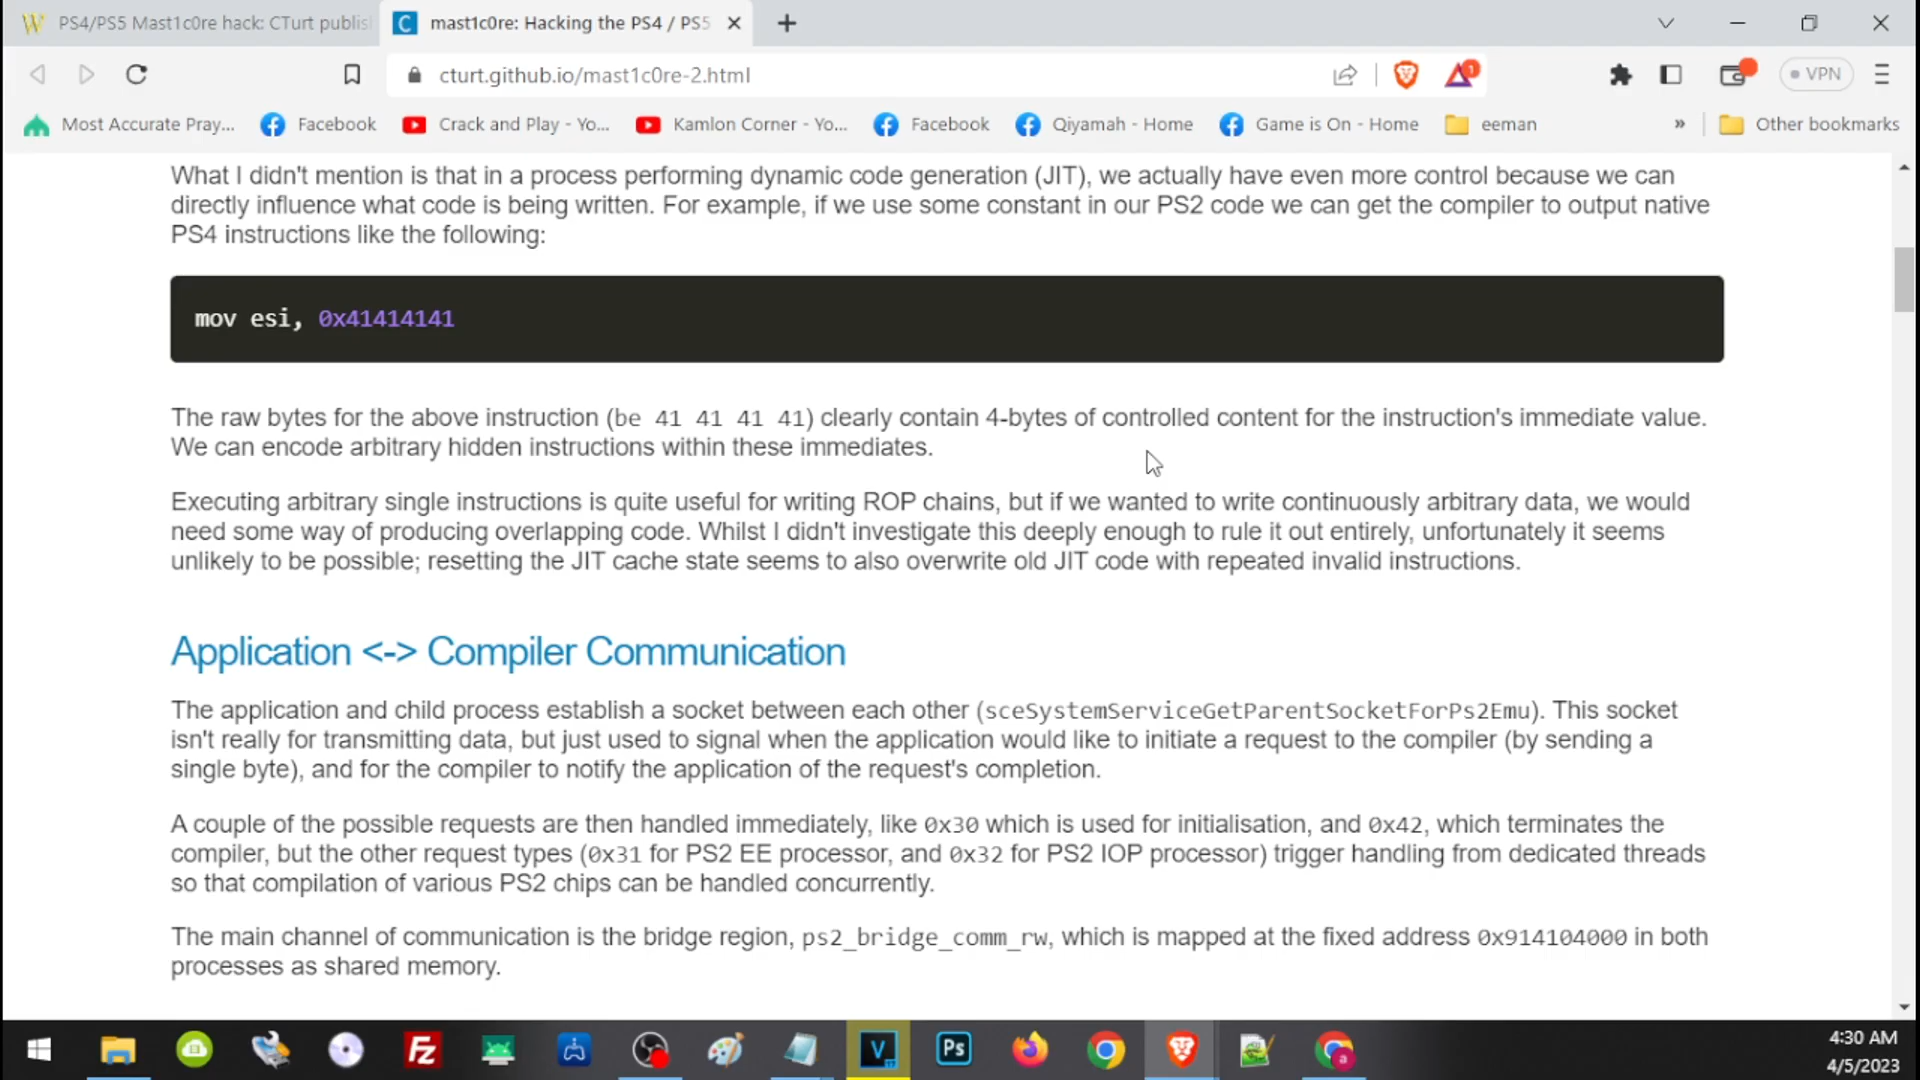 PS4/PS5 Mast1c0re hack: CTurt publis
mast1c0re: Hacking the PS4 / PS5
cturt.github.io/mast1c0re-2.html
1
VPN
Most Accurate Pray...
Facebook
Crack and Play - Yo...
Kamlon Corner - Yo...
Facebook
Qiyamah - Home
Game is On - Home
eeman
»
Other bookmarks
What I didn't mention is that in a process performing dynamic code generation (JIT), we actually have even more control because we can
directly influence what code is being written. For example, if we use some constant in our PS2 code we can get the compiler to output native
PS4 instructions like the following:
mov esi, 0x41414141
The raw bytes for the above instruction (be 41 41 41 41) clearly contain 4-bytes of controlled content for the instruction's immediate value.
We can encode arbitrary hidden instructions within these immediates.
Executing arbitrary single instructions is quite useful for writing ROP chains, but if we wanted to write continuously arbitrary data, we would
need some way of producing overlapping code. Whilst I didn't investigate this deeply enough to rule it out entirely, unfortunately it seems
unlikely to be possible; resetting the JIT cache state seems to also overwrite old JIT code with repeated invalid instructions.
Application <-> Compiler Communication
The application and child process establish a socket between each other (sceSystemServiceGetParentSocketForPs2Emu). This socket
isn't really for transmitting data, but just used to signal when the application would like to initiate a request to the compiler (by sending a
single byte), and for the compiler to notify the application of the request's completion.
A couple of the possible requests are then handled immediately, like 0x30 which is used for initialisation, and 0x42, which terminates the
compiler, but the other request types (0x31 for PS2 EE processor, and 0x32 for PS2 IOP processor) trigger handling from dedicated threads
so that compilation of various PS2 chips can be handled concurrently.
The main channel of communication is the bridge region, ps2_bridge_comm_rw, which is mapped at the fixed address 0x914104000 in both
processes as shared memory.
4:30 AM
4/5/2023